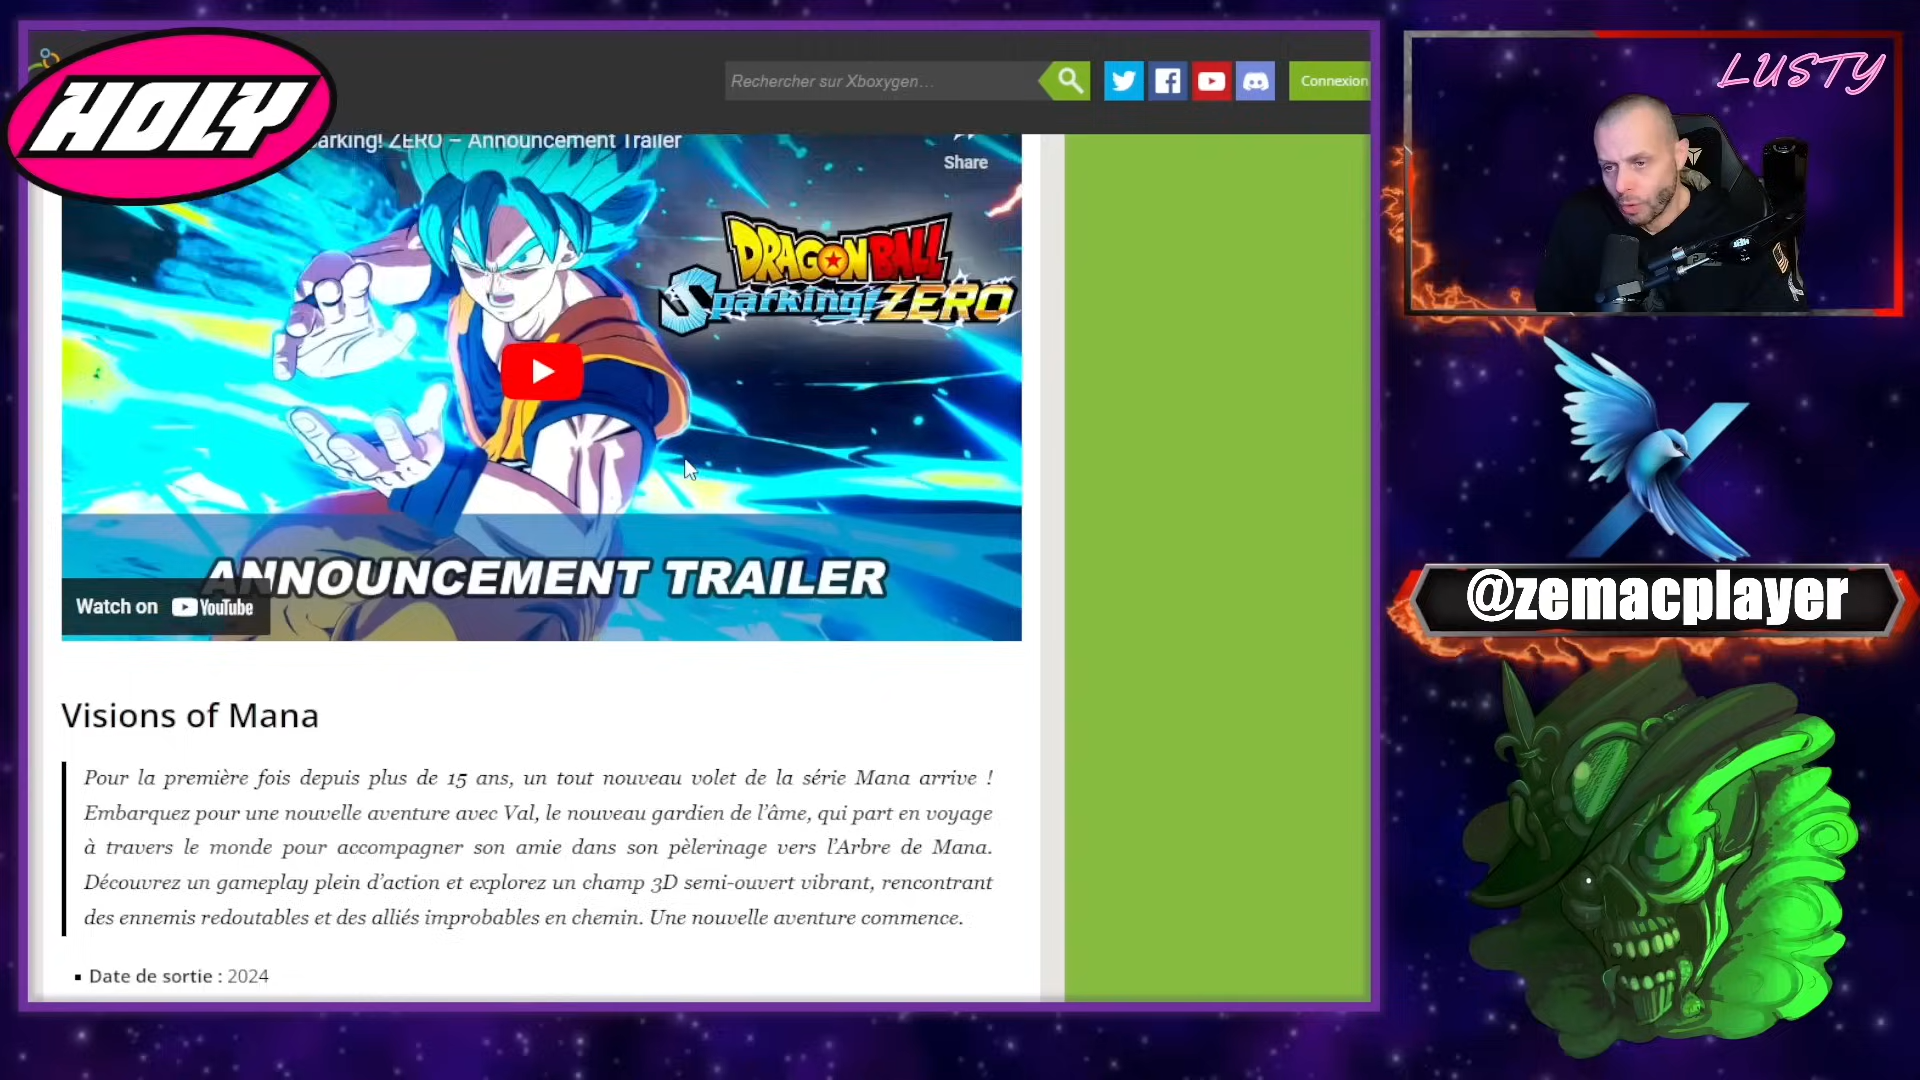 HOLY
Rechercher sur Xboxygen...
Connexion
arking! ZERO – Announcement Trailer
Share
DRAGON BALL
Sparking! ZERO
ANNOUNCEMENT TRAILER
Watch on YouTube
Visions of Mana
Pour la première fois depuis plus de 15 ans, un tout nouveau volet de la série Mana arrive !
Embarquez pour une nouvelle aventure avec Val, le nouveau gardien de l’âme, qui part en voyage
à travers le monde pour accompagner son amie dans son pèlerinage vers l’Arbre de Mana.
Découvrez un gameplay plein d’action et explorez un champ 3D semi-ouvert vibrant, rencontrant
des ennemis redoutables et des alliés improbables en chemin. Une nouvelle aventure commence.
▪ Date de sortie : 2024
LUSTY
@zemacplayer